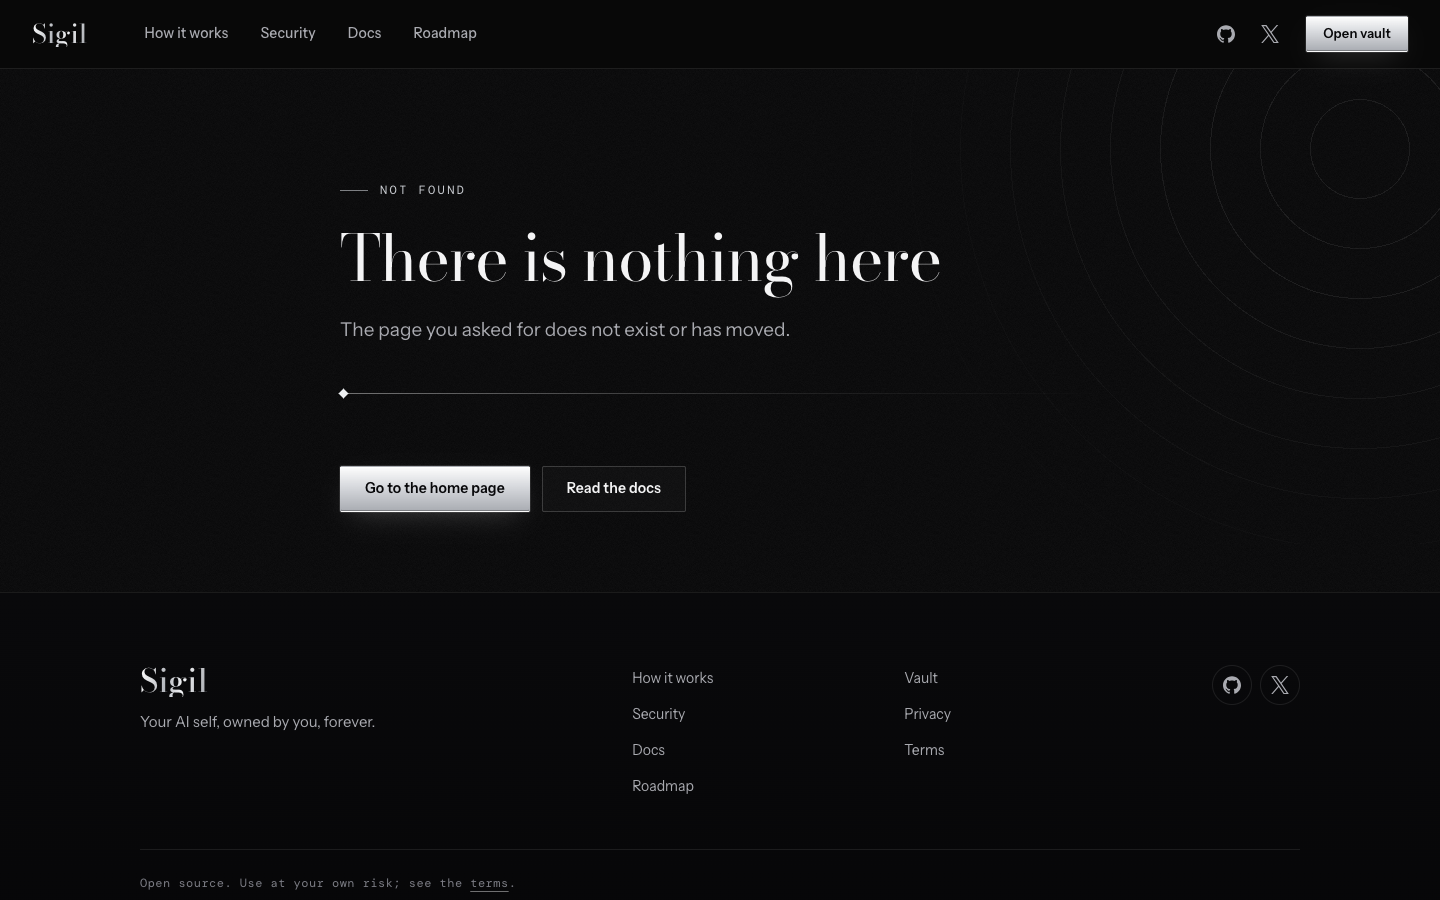 Sigil
How it works
Security
Docs
Roadmap
Open vault
NOT FOUND
There is nothing here
The page you asked for does not exist or has moved.
Go to the home page
Read the docs
Sigil
Your AI self, owned by you, forever.
How it works
Security
Docs
Roadmap
Vault
Privacy
Terms
Open source. Use at your own risk; see the terms.